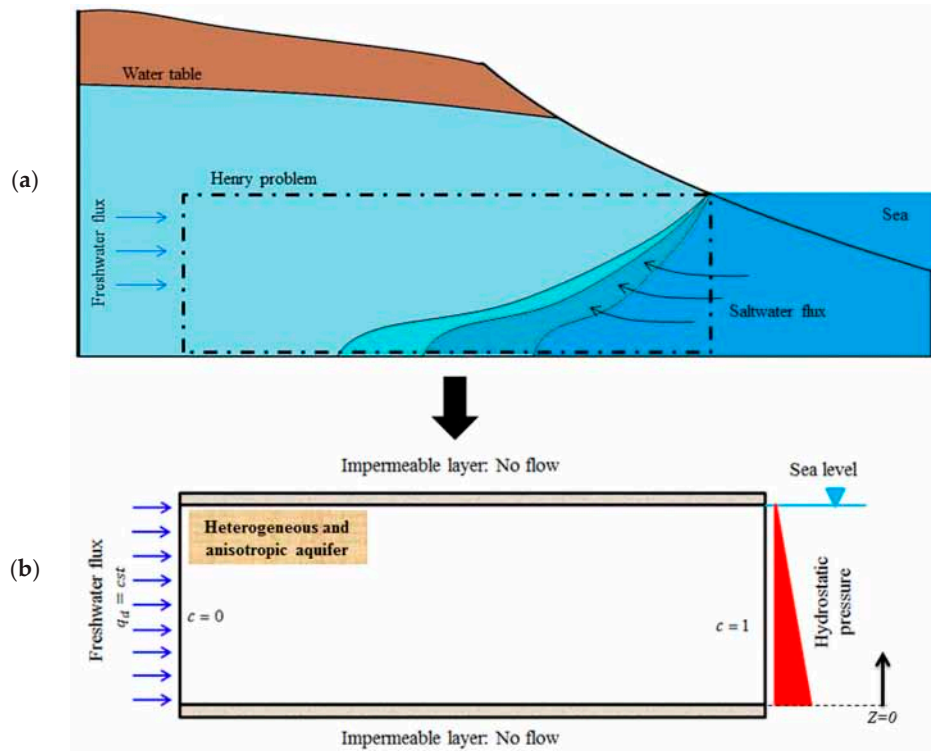 Water table
(a)
Henry problem
Freshwater flux
Sea
Saltwater flux
Impermeable layer: No flow
Sea level
(b)
Heterogeneous and
anisotropic aquifer
Freshwater flux
q_d = cst
c = 0
c = 1
Hydrostatic
pressure
Z=0
Impermeable layer: No flow